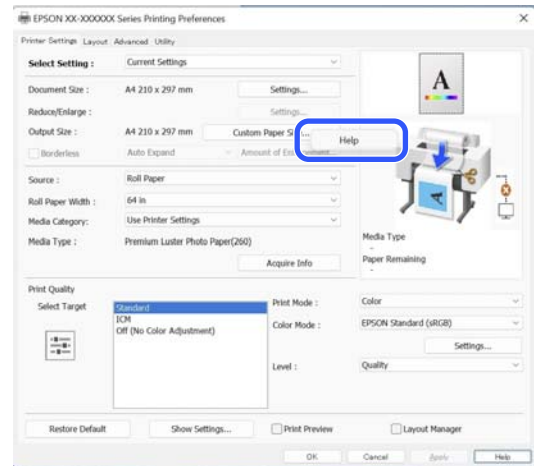 EPSON XX-XXXXXX Series Printing Preferences
Printer Settings Layout Advanced Utility
Select Setting : Current Settings
Document Size : A4 210 x 297 mm Settings...
Reduce/Enlarge : Settings...
Output Size : A4 210 x 297 mm Custom Paper Si...
Help
Borderless Auto Expand Amount of
Source : Roll Paper
Roll Paper Width : 64 in
Media Category: Use Printer Settings
Media Type : Premium Luster Photo Paper(260)
Acquire Info
A
Media Type
-
Paper Remaining
-
Print Quality
Select Target
Standard
ICM
Off (No Color Adjustment)
Print Mode : Color
Color Mode : EPSON Standard (sRGB)
Settings...
Level : Quality
Restore Default Show Settings... Print Preview Layout Manager
OK Cancel Apply Help